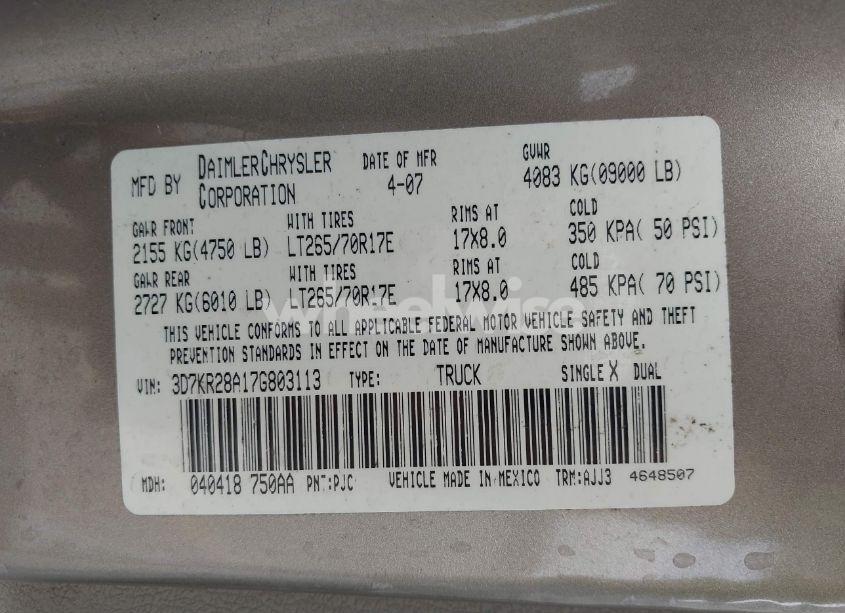 MFD BY DAIMLERCHRYSLER CORPORATION DATE OF MFR 4-07 GVWR 4083 KG(09000 LB)
GAWR FRONT WITH TIRES RIMS AT COLD
2155 KG(4750 LB) LT265/70R17E 17X8.0 350 KPA( 50 PSI)
GAWR REAR WITH TIRES RIMS AT COLD
2727 KG(6010 LB) LT265/70R17E 17X8.0 485 KPA( 70 PSI)
THIS VEHICLE CONFORMS TO ALL APPLICABLE FEDERAL MOTOR VEHICLE SAFETY AND THEFT
PREVENTION STANDARDS IN EFFECT ON THE DATE OF MANUFACTURE SHOWN ABOVE.
VIN: 3D7KR28A17G803113 TYPE: TRUCK SINGLE X DUAL
MDH: 040418 750AA PNT:PJC VEHICLE MADE IN MEXICO TRM:AJJ3 4648507